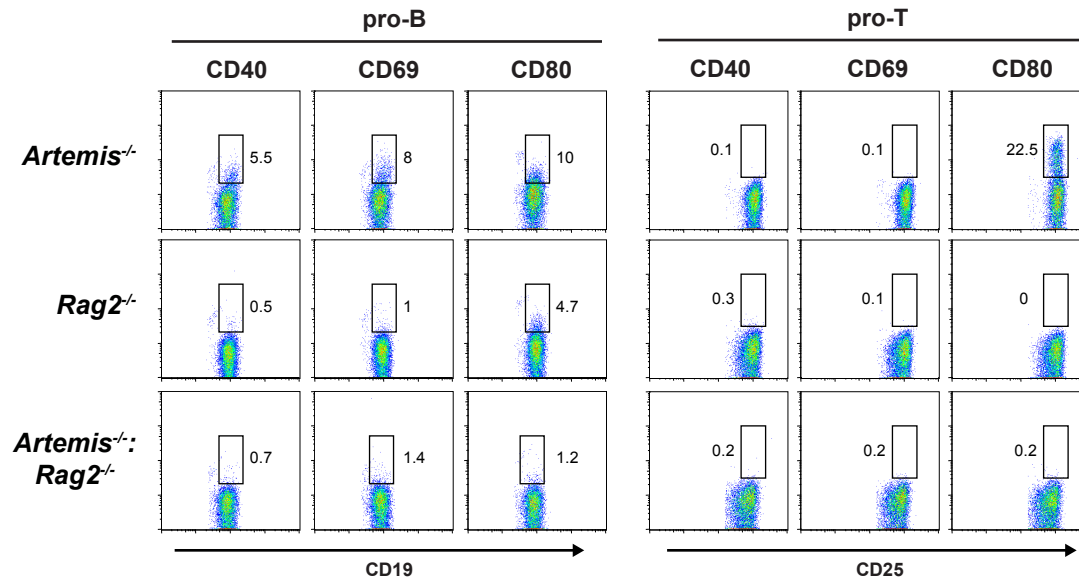 pro-B pro-T
CD40 CD69 CD80 CD40 CD69 CD80
Artemis-/- 5.5 8 10 0.1 0.1 22.5
Rag2-/- 0.5 1 4.7 0.3 0.1 0
Artemis-/-:
Rag2-/- 0.7 1.4 1.2 0.2 0.2 0.2
CD19 CD25